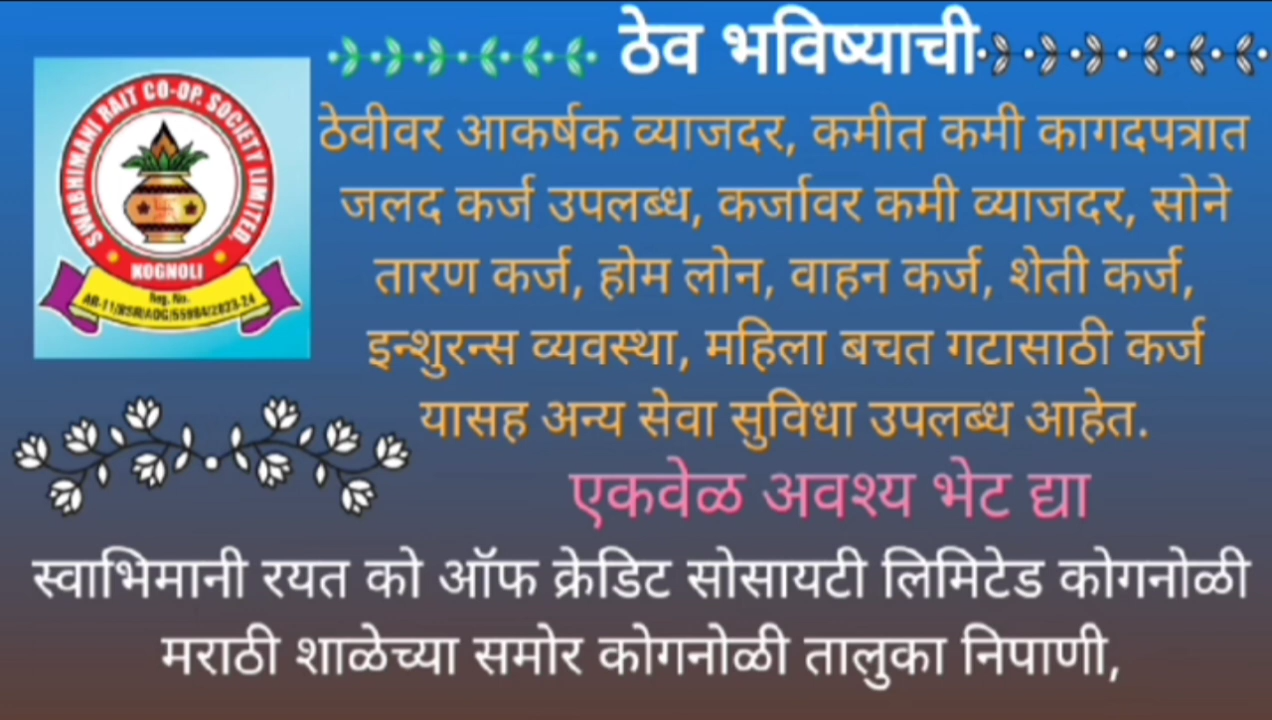 ठेव भविष्याची
SWABHIMANI RAIT CO-OP. SOCIETY LIMITED.
KOGNOLI
Reg. No.
ठेवीवर आकर्षक व्याजदर, कमीत कमी कागदपत्रात
जलद कर्ज उपलब्ध, कर्जावर कमी व्याजदर, सोने
तारण कर्ज, होम लोन, वाहन कर्ज, शेती कर्ज,
इन्शुरन्स व्यवस्था, महिला बचत गटासाठी कर्ज
यासह अन्य सेवा सुविधा उपलब्ध आहेत.
एकवेळ अवश्य भेट द्या
स्वाभिमानी रयत को ऑफ क्रेडिट सोसायटी लिमिटेड कोगनोळी
मराठी शाळेच्या समोर कोगनोळी तालुका निपाणी,